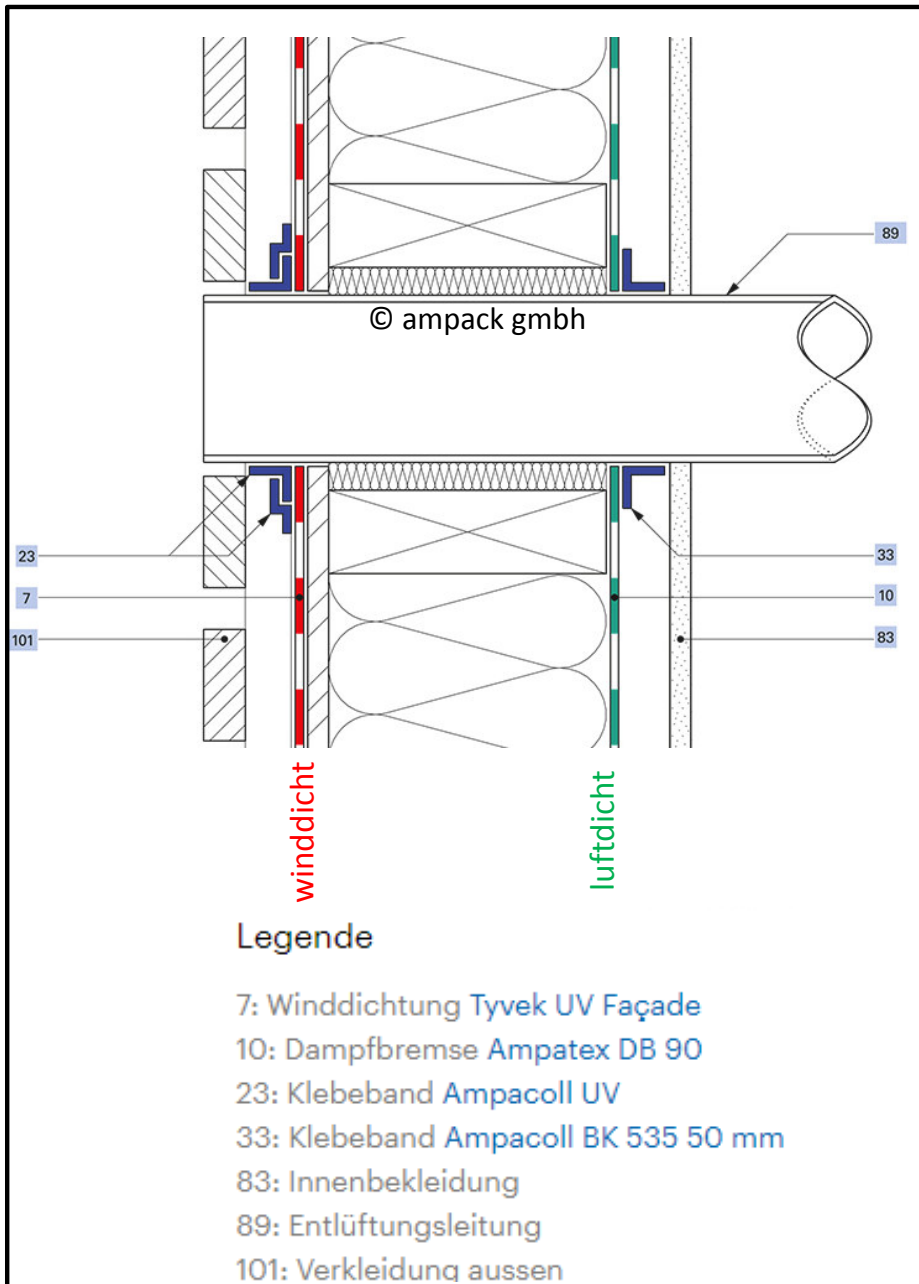 89
© ampack gmbh
23
33
7
10
101
83
winddicht
luftdicht
Legende
7: Winddichtung Tyvek UV Façade
10: Dampfbremse Ampatex DB 90
23: Klebeband Ampacoll UV
33: Klebeband Ampacoll BK 535 50 mm
83: Innenbekleidung
89: Entlüftungsleitung
101: Verkleidung aussen